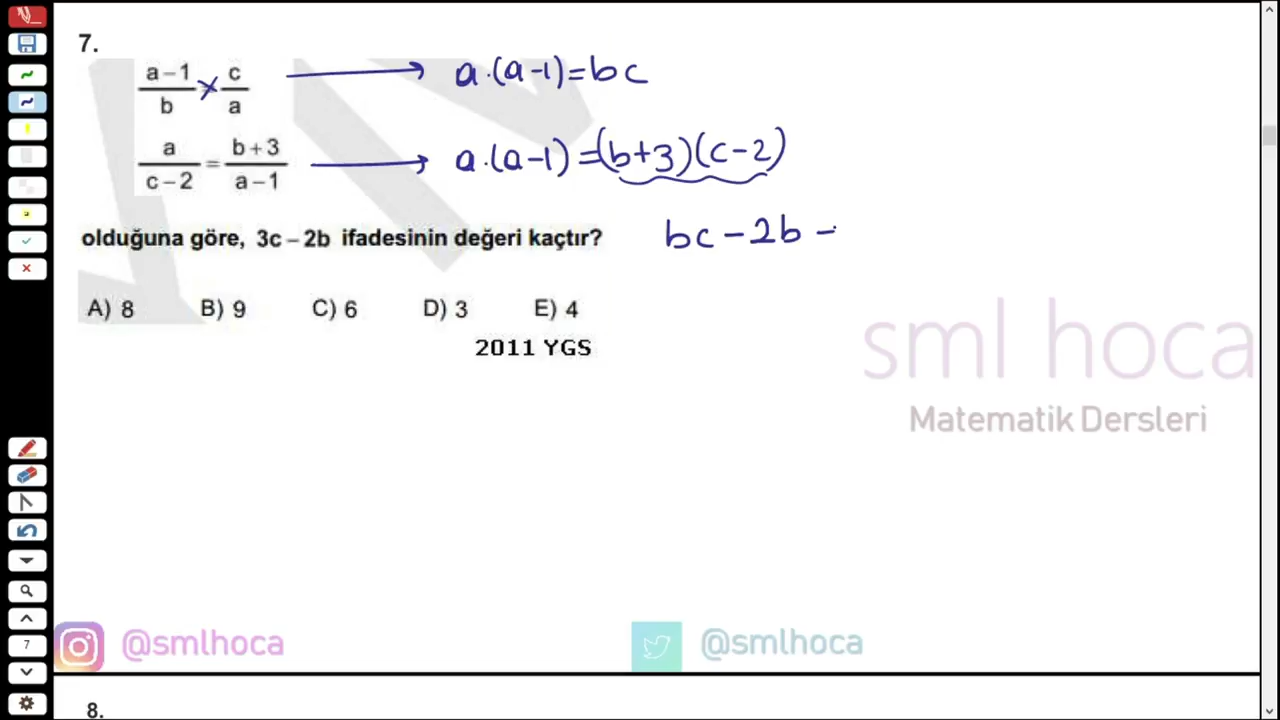 7.
a − 1 / b × c / a → a·(a−1)=bc
a / c − 2 = b + 3 / a − 1 → a·(a−1)=(b+3)(c−2)
olduğuna göre, 3c − 2b ifadesinin değeri kaçtır?
bc − 2b −
A) 8 B) 9 C) 6 D) 3 E) 4
2011 YGS
sml hoca
Matematik Dersleri
7
@smlhoca @smlhoca
8.